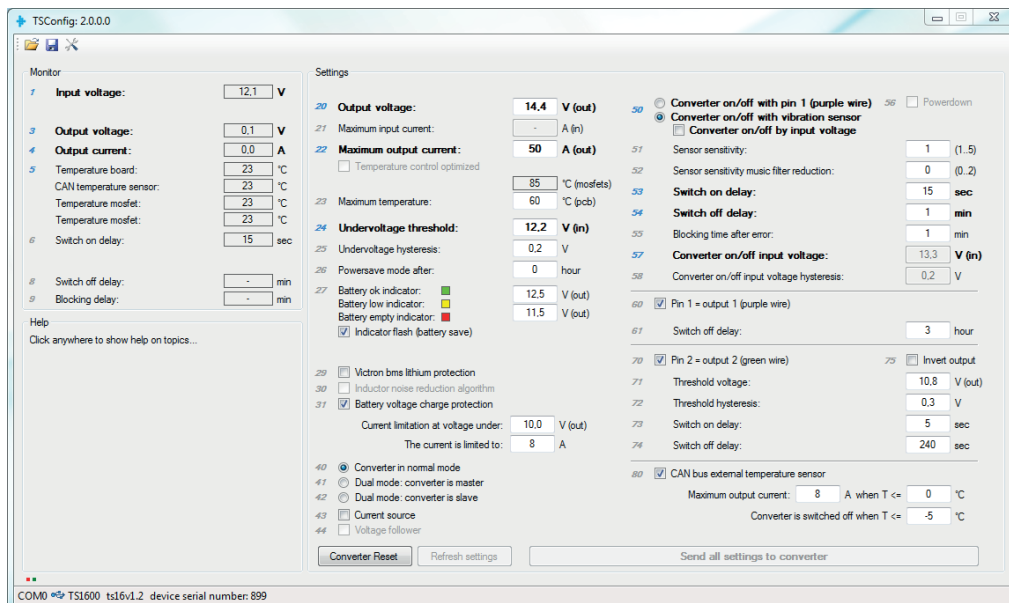 TSConfig: 2.0.0.0
Monitor
1 Input voltage: 12,1 V
3 Output voltage: 0,1 V
4 Output current: 0,0 A
5 Temperature board: 23 °C
CAN temperature sensor: 23 °C
Temperature mosfet: 23 °C
Temperature mosfet: 23 °C
6 Switch on delay: 15 sec
8 Switch off delay: - min
9 Blocking delay: - min
Help
Click anywhere to show help on topics...
Settings
20 Output voltage: 14,4 V (out)
21 Maximum input current: - A (in)
22 Maximum output current: 50 A (out)
Temperature control optimized
85 °C (mosfets)
23 Maximum temperature: 60 °C (pcb)
24 Undervoltage threshold: 12,2 V (in)
25 Undervoltage hysteresis: 0,2 V
26 Powersave mode after: 0 hour
27 Battery ok indicator: 12,5 V (out)
Battery low indicator:
Battery empty indicator: 11,5 V (out)
Indicator flash (battery save)
29 Victron bms lithium protection
30 Inductor noise reduction algorithm
31 Battery voltage charge protection
Current limitation at voltage under: 10,0 V (out)
The current is limited to: 8 A
40 Converter in normal mode
41 Dual mode: converter is master
42 Dual mode: converter is slave
43 Current source
44 Voltage follower
50 Converter on/off with pin 1 (purple wire) 56 Powerdown
Converter on/off with vibration sensor
Converter on/off by input voltage
51 Sensor sensitivity: 1 (1..5)
52 Sensor sensitivity music filter reduction: 0 (0..2)
53 Switch on delay: 15 sec
54 Switch off delay: 1 min
55 Blocking time after error: 1 min
57 Converter on/off input voltage: 13,3 V (in)
58 Converter on/off input voltage hysteresis: 0,2 V
60 Pin 1 = output 1 (purple wire)
61 Switch off delay: 3 hour
70 Pin 2 = output 2 (green wire) 75 Invert output
71 Threshold voltage: 10,8 V (out)
72 Threshold hysteresis: 0,3 V
73 Switch on delay: 5 sec
74 Switch off delay: 240 sec
80 CAN bus external temperature sensor
Maximum output current: 8 A when T <= 0 °C
Converter is switched off when T <= -5 °C
Converter Reset Refresh settings Send all settings to converter
COM0 TS1600 ts16v1.2 device serial number: 899